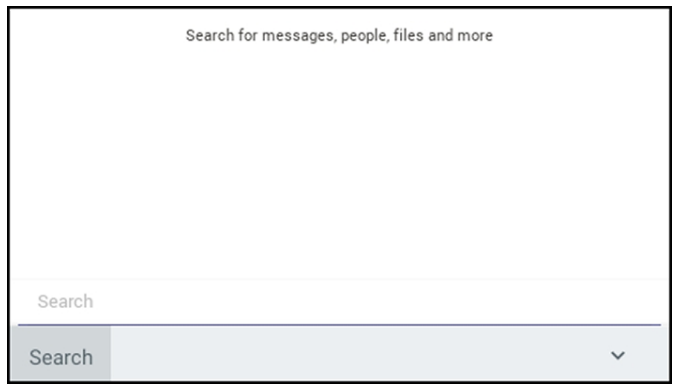 Search for messages, people, files and more
Search
Search